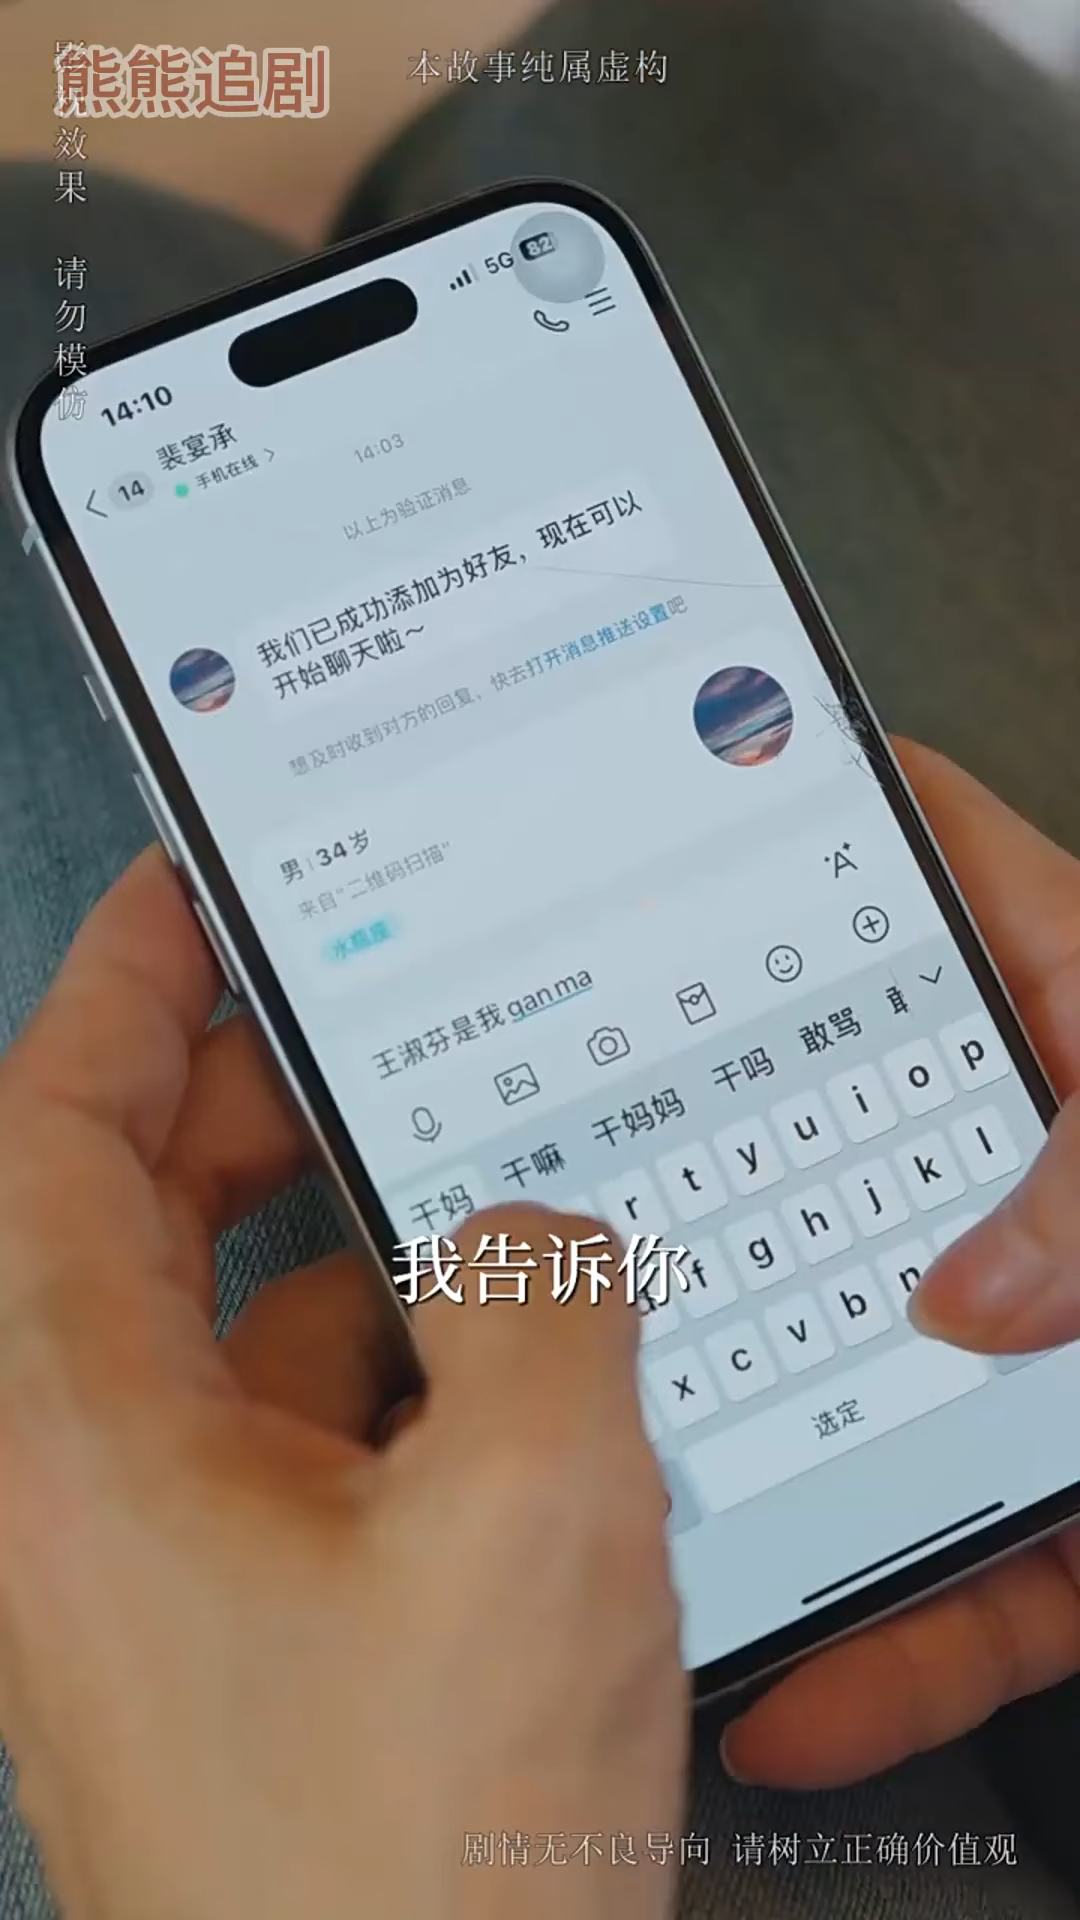 熊熊追剧
本故事纯属虚构
影视效果 请勿模仿
82
5G
14:10
裴宴承
14
手机在线 >
14:03
以上为验证消息
我们已成功添加为好友，现在可以
开始聊天啦～
想及时收到对方的回复，快去打开消息推送设置吧
男 | 34岁
来自“二维码扫描”
水瓶座
王淑芬是我 gan ma
干妈 干嘛 干妈妈 干吗 敢骂
r t y u i o p
f g h j k l
x c v b n
选定
我告诉你
剧情无不良导向 请树立正确价值观